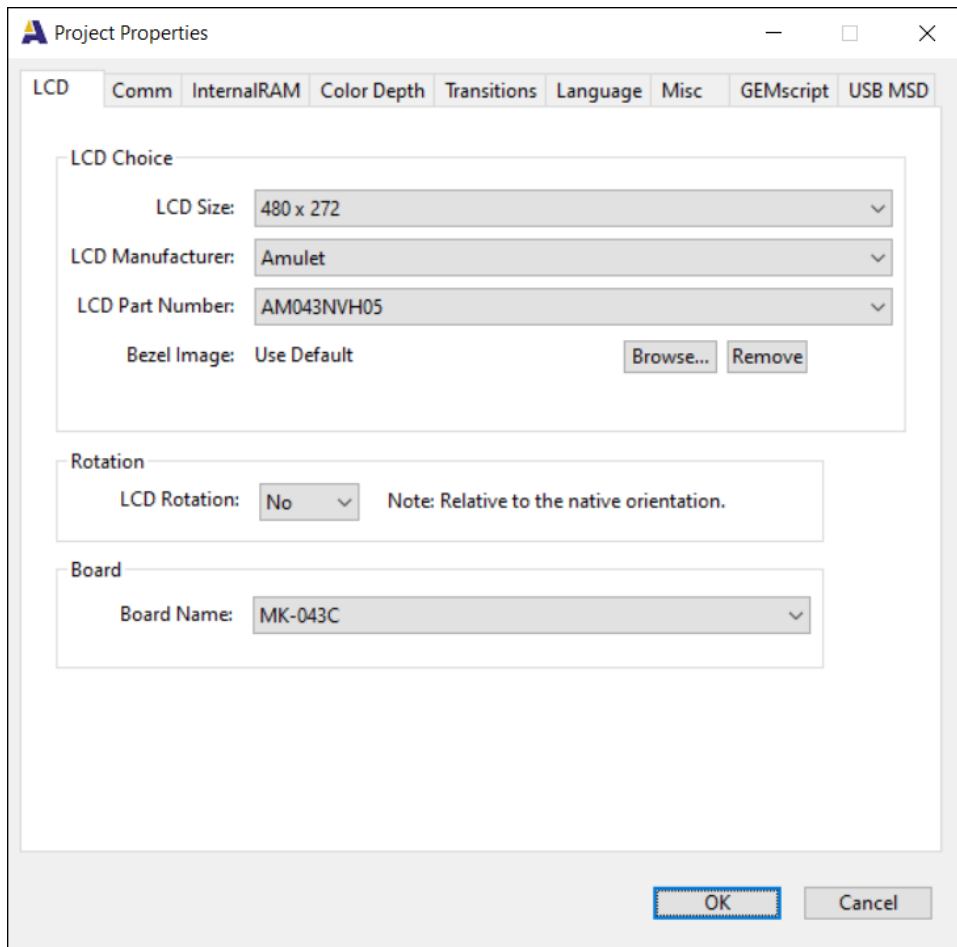 Project Properties
LCD Comm InternalRAM Color Depth Transitions Language Misc GEMscript USB MSD
LCD Choice
LCD Size: 480 x 272
LCD Manufacturer: Amulet
LCD Part Number: AM043NVH05
Bezel Image: Use Default Browse... Remove
Rotation
LCD Rotation: No Note: Relative to the native orientation.
Board
Board Name: MK-043C
OK Cancel